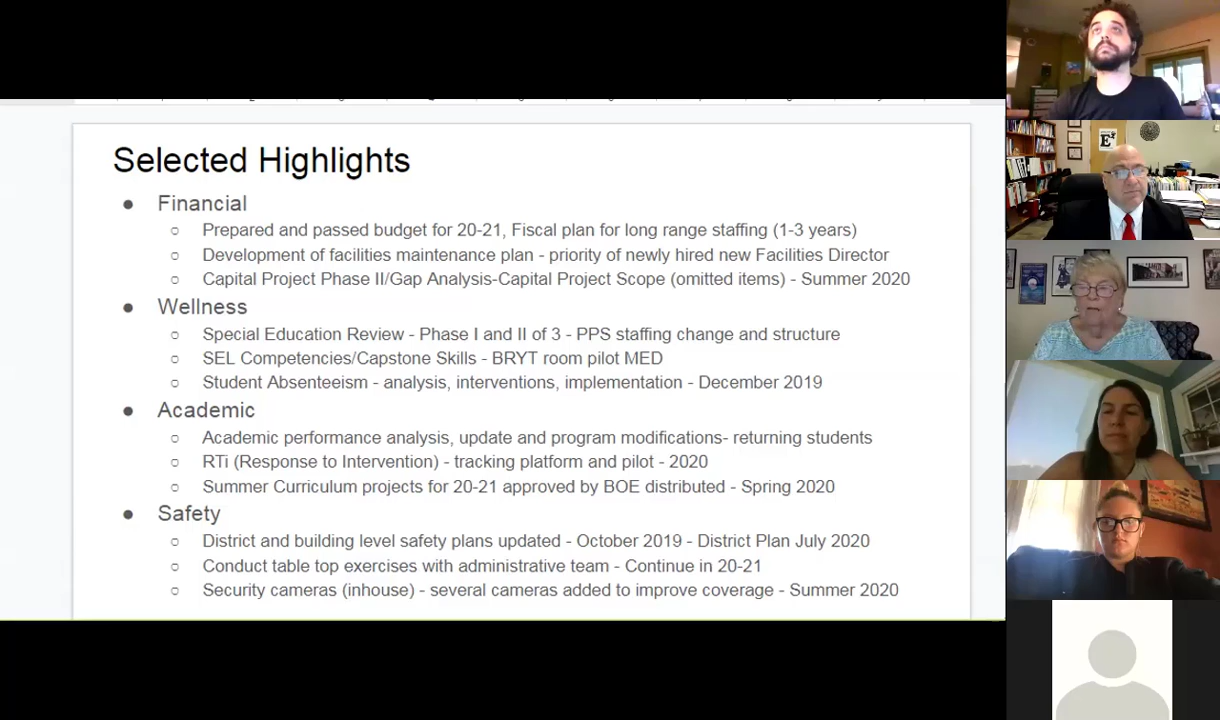 Selected Highlights
● Financial
○ Prepared and passed budget for 20-21, Fiscal plan for long range staffing (1-3 years)
○ Development of facilities maintenance plan - priority of newly hired new Facilities Director
○ Capital Project Phase II/Gap Analysis-Capital Project Scope (omitted items) - Summer 2020
● Wellness
○ Special Education Review - Phase I and II of 3 - PPS staffing change and structure
○ SEL Competencies/Capstone Skills - BRYT room pilot MED
○ Student Absenteeism - analysis, interventions, implementation - December 2019
● Academic
○ Academic performance analysis, update and program modifications- returning students
○ RTi (Response to Intervention) - tracking platform and pilot - 2020
○ Summer Curriculum projects for 20-21 approved by BOE distributed - Spring 2020
● Safety
○ District and building level safety plans updated - October 2019 - District Plan July 2020
○ Conduct table top exercises with administrative team - Continue in 20-21
○ Security cameras (inhouse) - several cameras added to improve coverage - Summer 2020